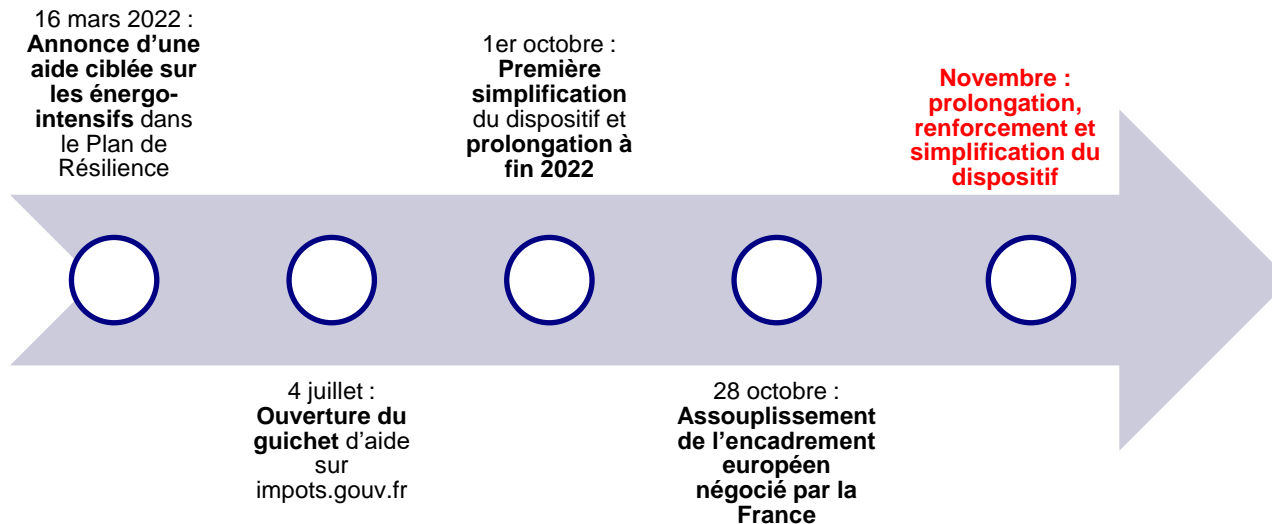 16 mars 2022 :
Annonce d'une
aide ciblée sur
les énergo-
intensifs dans
le Plan de
Résilience
4 juillet :
Ouverture du
guichet d'aide
sur
impots.gouv.fr
1er octobre :
Première
simplification
du dispositif et
prolongation à
fin 2022
28 octobre :
Assouplissement
de l'encadrement
européen
négocié par la
France
Novembre :
prolongation,
renforcement et
simplification du
dispositif